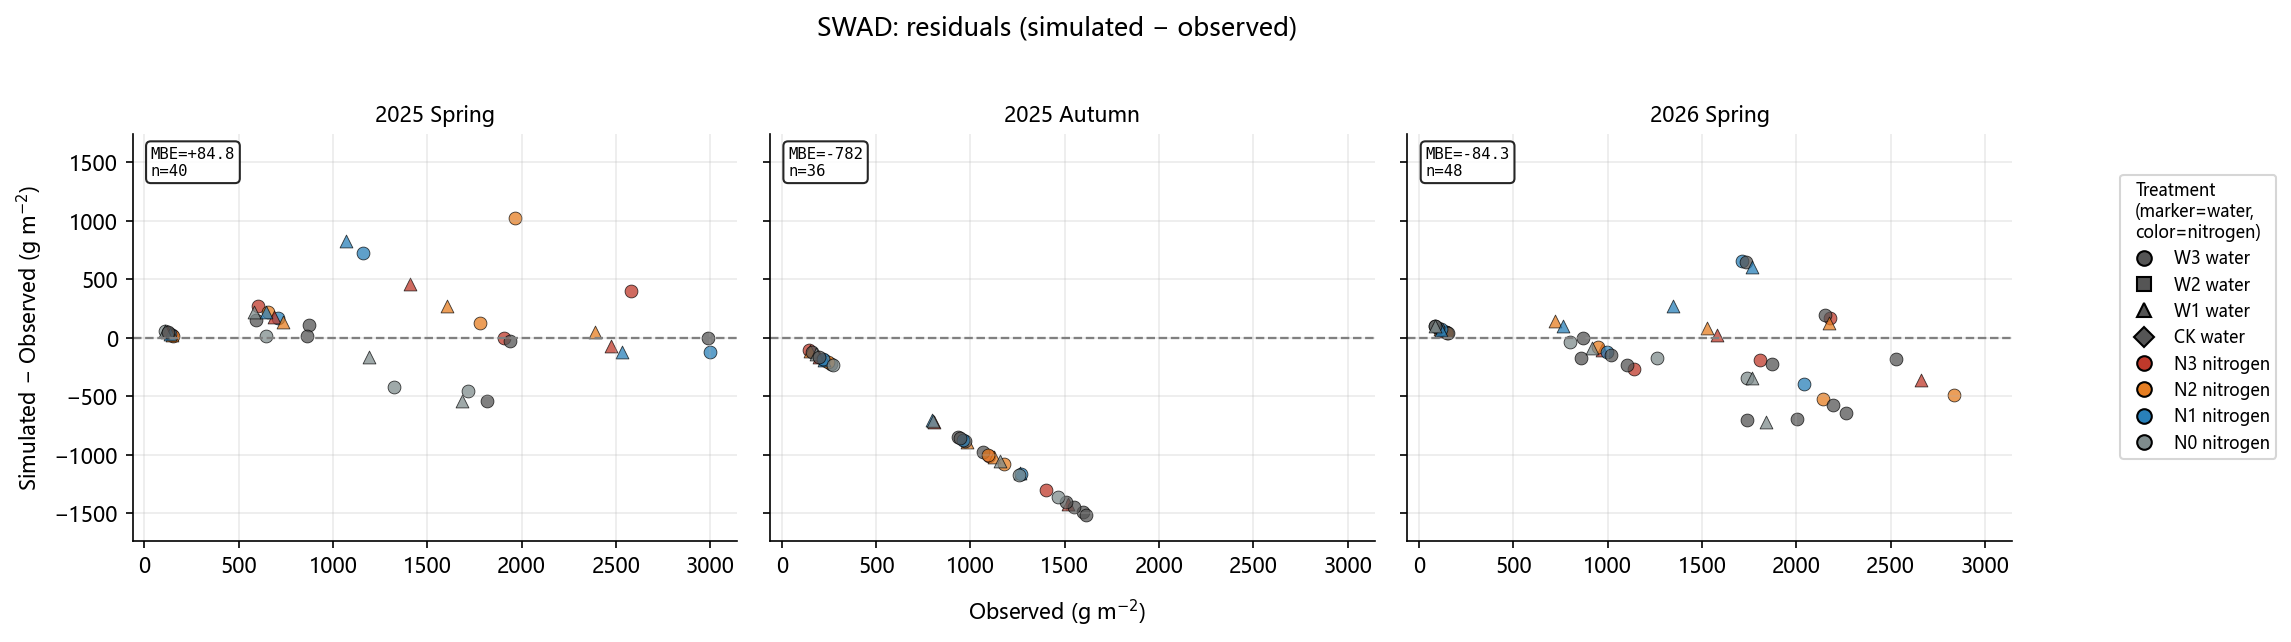 SWAD: residuals (simulated − observed)
2025 Spring
2025 Autumn
2026 Spring
MBE=+84.8
n=40
MBE=-782
n=36
MBE=-84.3
n=48
Simulated − Observed (g m⁻²)
1500
1000
500
0
−500
−1000
−1500
0 500 1000 1500 2000 2500 3000
0 500 1000 1500 2000 2500 3000
0 500 1000 1500 2000 2500 3000
Observed (g m⁻²)
Treatment
(marker=water,
color=nitrogen)
W3 water
W2 water
W1 water
CK water
N3 nitrogen
N2 nitrogen
N1 nitrogen
N0 nitrogen